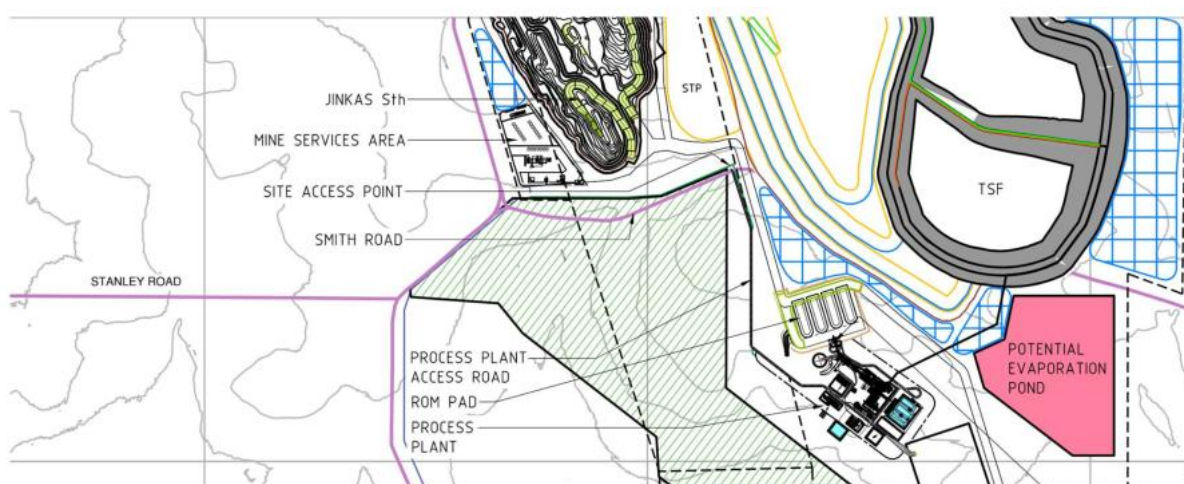 JINKAS Sth
STP
MINE SERVICES AREA
SITE ACCESS POINT
TSF
SMITH ROAD
STANLEY ROAD
PROCESS PLANT
ACCESS ROAD
POTENTIAL
EVAPORATION
POND
ROM PAD
PROCESS
PLANT